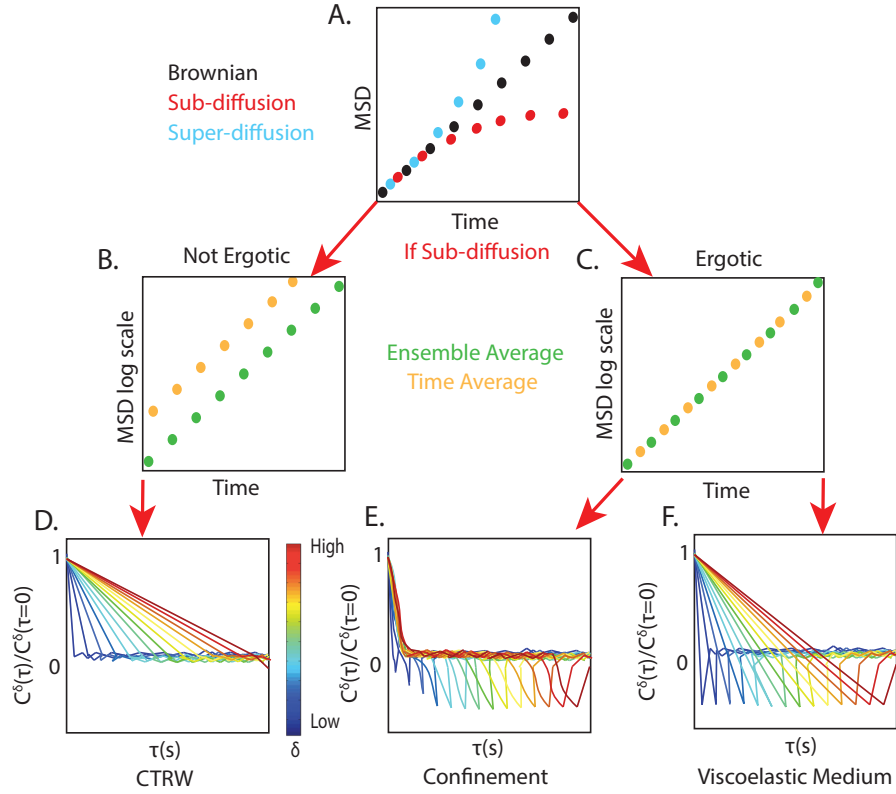 A.
Brownian
Sub-diffusion
Super-diffusion
MSD
Time
If Sub-diffusion
B.
Not Ergotic
MSD log scale
Time
Ensemble Average
Time Average
C.
Ergotic
MSD log scale
Time
D.
1
0
C^δ(τ)/C^δ(τ=0)
τ(s)
CTRW
High
Low
δ
E.
1
0
C^δ(τ)/C^δ(τ=0)
τ(s)
Confinement
F.
1
0
C^δ(τ)/C^δ(τ=0)
τ(s)
Viscoelastic Medium